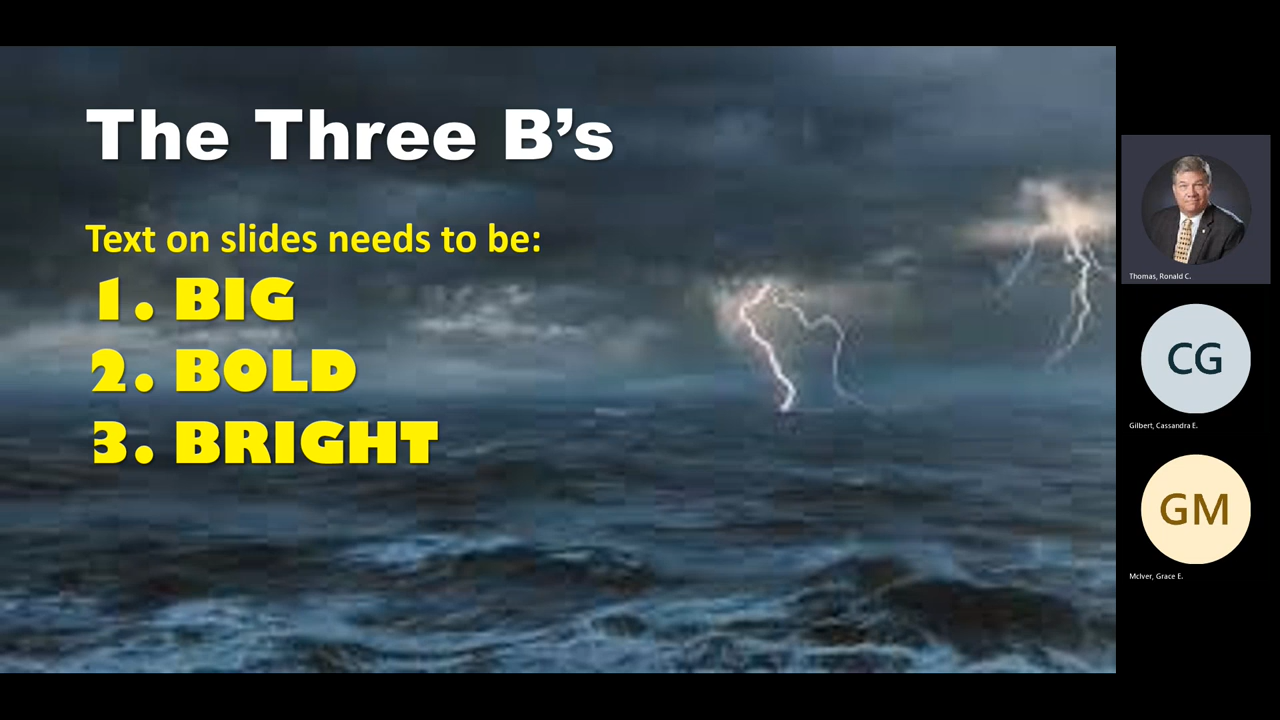 The Three B’s
Text on slides needs to be:
1. BIG
2. BOLD
3. BRIGHT
Thomas, Ronald C.
CG
Gilbert, Cassandra E.
GM
McIver, Grace E.